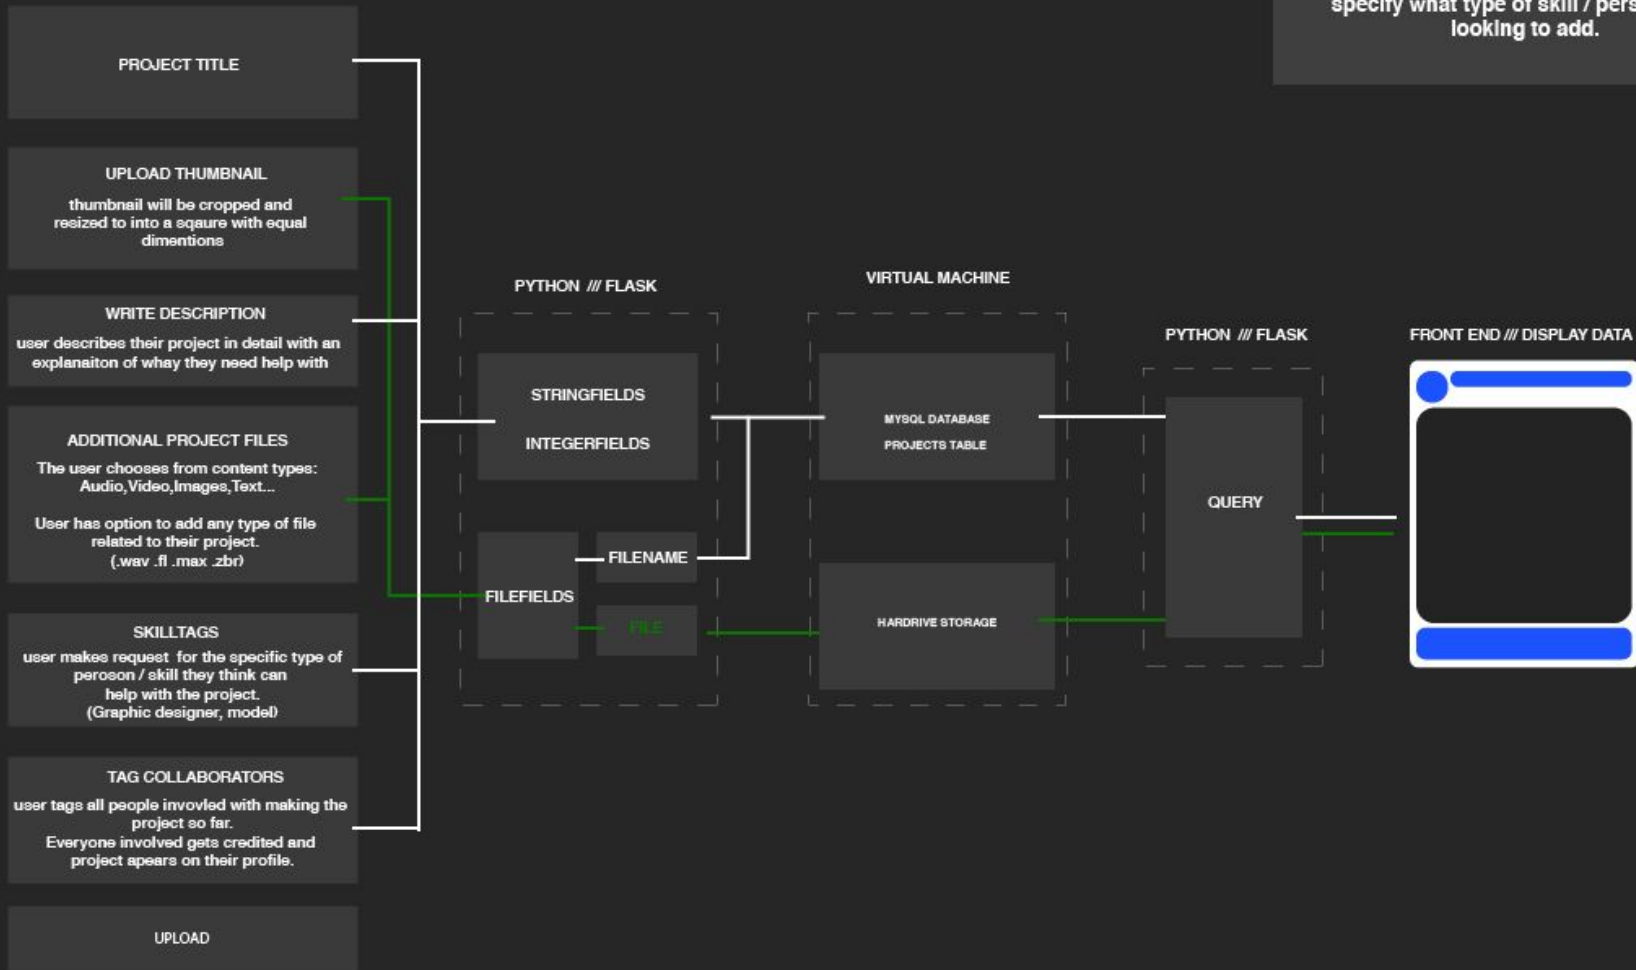 specify what type of skill / pers
looking to add.
PROJECT TITLE
UPLOAD THUMBNAIL
thumbnail will be cropped and
resized to into a sqaure with equal
dimentions
WRITE DESCRIPTION
user describes their project in detail with an
explanaiton of whay they need help with
ADDITIONAL PROJECT FILES
The user chooses from content types:
Audio,Video,Images,Text...
User has option to add any type of file
related to their project.
(.wav .fl .max .zbr)
SKILLTAGS
user makes request for the specific type of
peroson / skill they think can
help with the project.
(Graphic designer, model)
TAG COLLABORATORS
user tags all people invovled with making the
project so far.
Everyone involved gets credited and
project apears on their profile.
UPLOAD
PYTHON /// FLASK
STRINGFIELDS
INTEGERFIELDS
FILEFIELDS
FILENAME
FILE
VIRTUAL MACHINE
MYSQL DATABASE
PROJECTS TABLE
HARDRIVE STORAGE
PYTHON /// FLASK
QUERY
FRONT END /// DISPLAY DATA